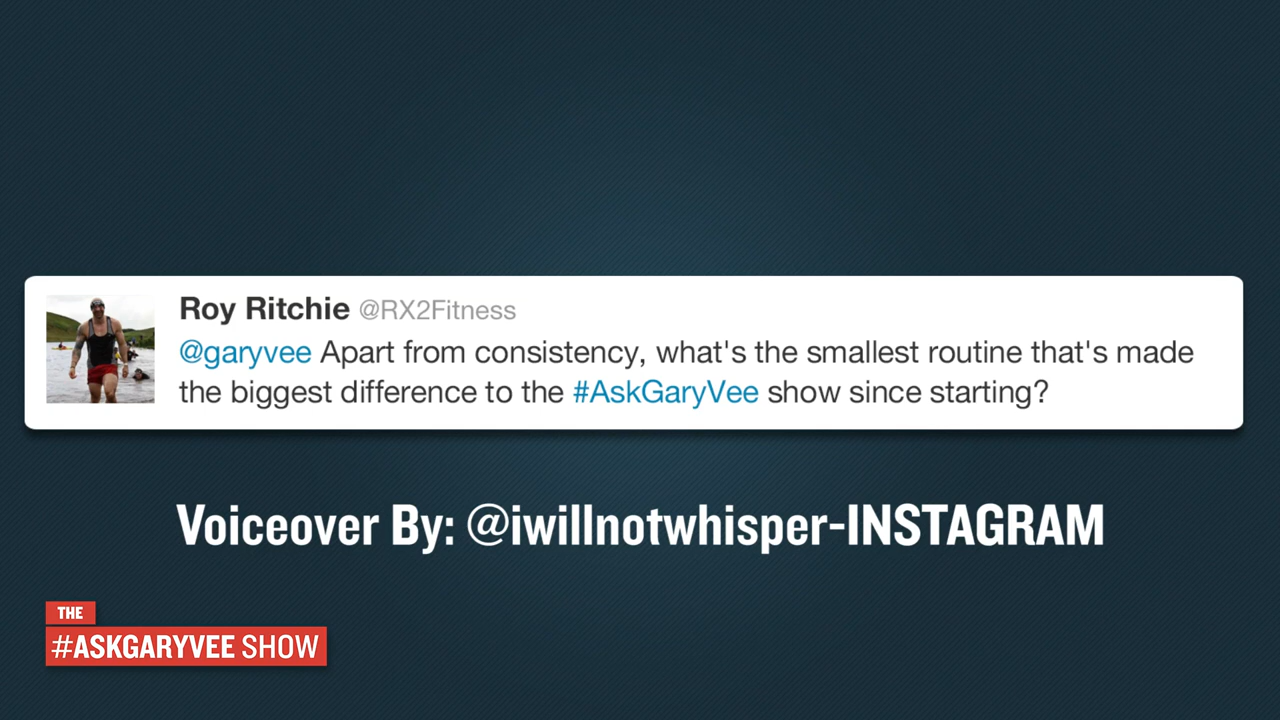 Roy Ritchie @RX2Fitness
@garyvee Apart from consistency, what's the smallest routine that's made
the biggest difference to the #AskGaryVee show since starting?
Voiceover By: @iwillnotwhisper-INSTAGRAM
THE
#ASKGARYVEE SHOW